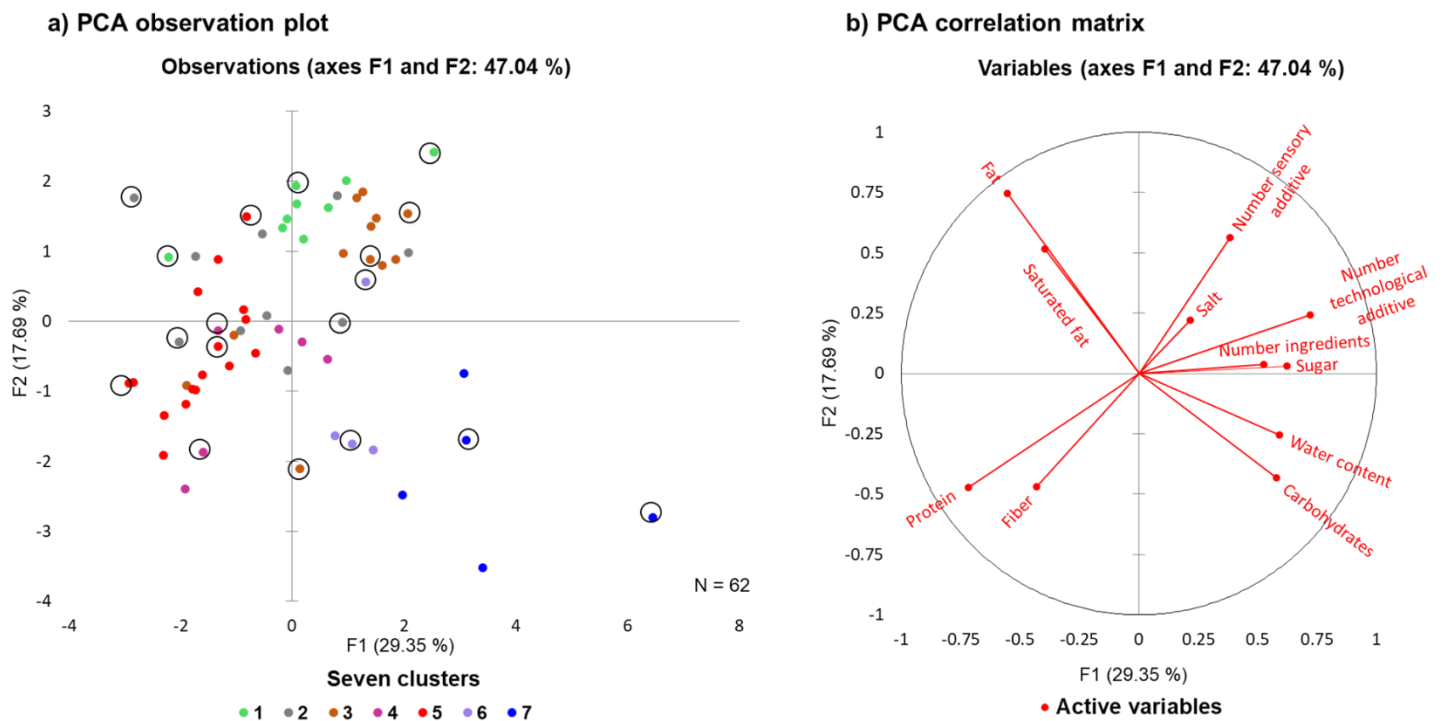 a) PCA observation plot
Observations (axes F1 and F2: 47.04 %)
3
2
1
0
-1
-2
-3
-4
F2 (17.69 %)
-4
-2
0
2
4
6
8
F1 (29.35 %)
N = 62
Seven clusters
1 2 3 4 5 6 7
b) PCA correlation matrix
Variables (axes F1 and F2: 47.04 %)
1
0.75
0.5
0.25
0
-0.25
-0.5
-0.75
-1
F2 (17.69 %)
Fat
Saturated fat
Number sensory
additive
Number
technological
additive
Salt
Number ingredients
Sugar
Water content
Carbohydrates
Protein
Fiber
-1
-0.75
-0.5
-0.25
0
0.25
0.5
0.75
1
F1 (29.35 %)
Active variables